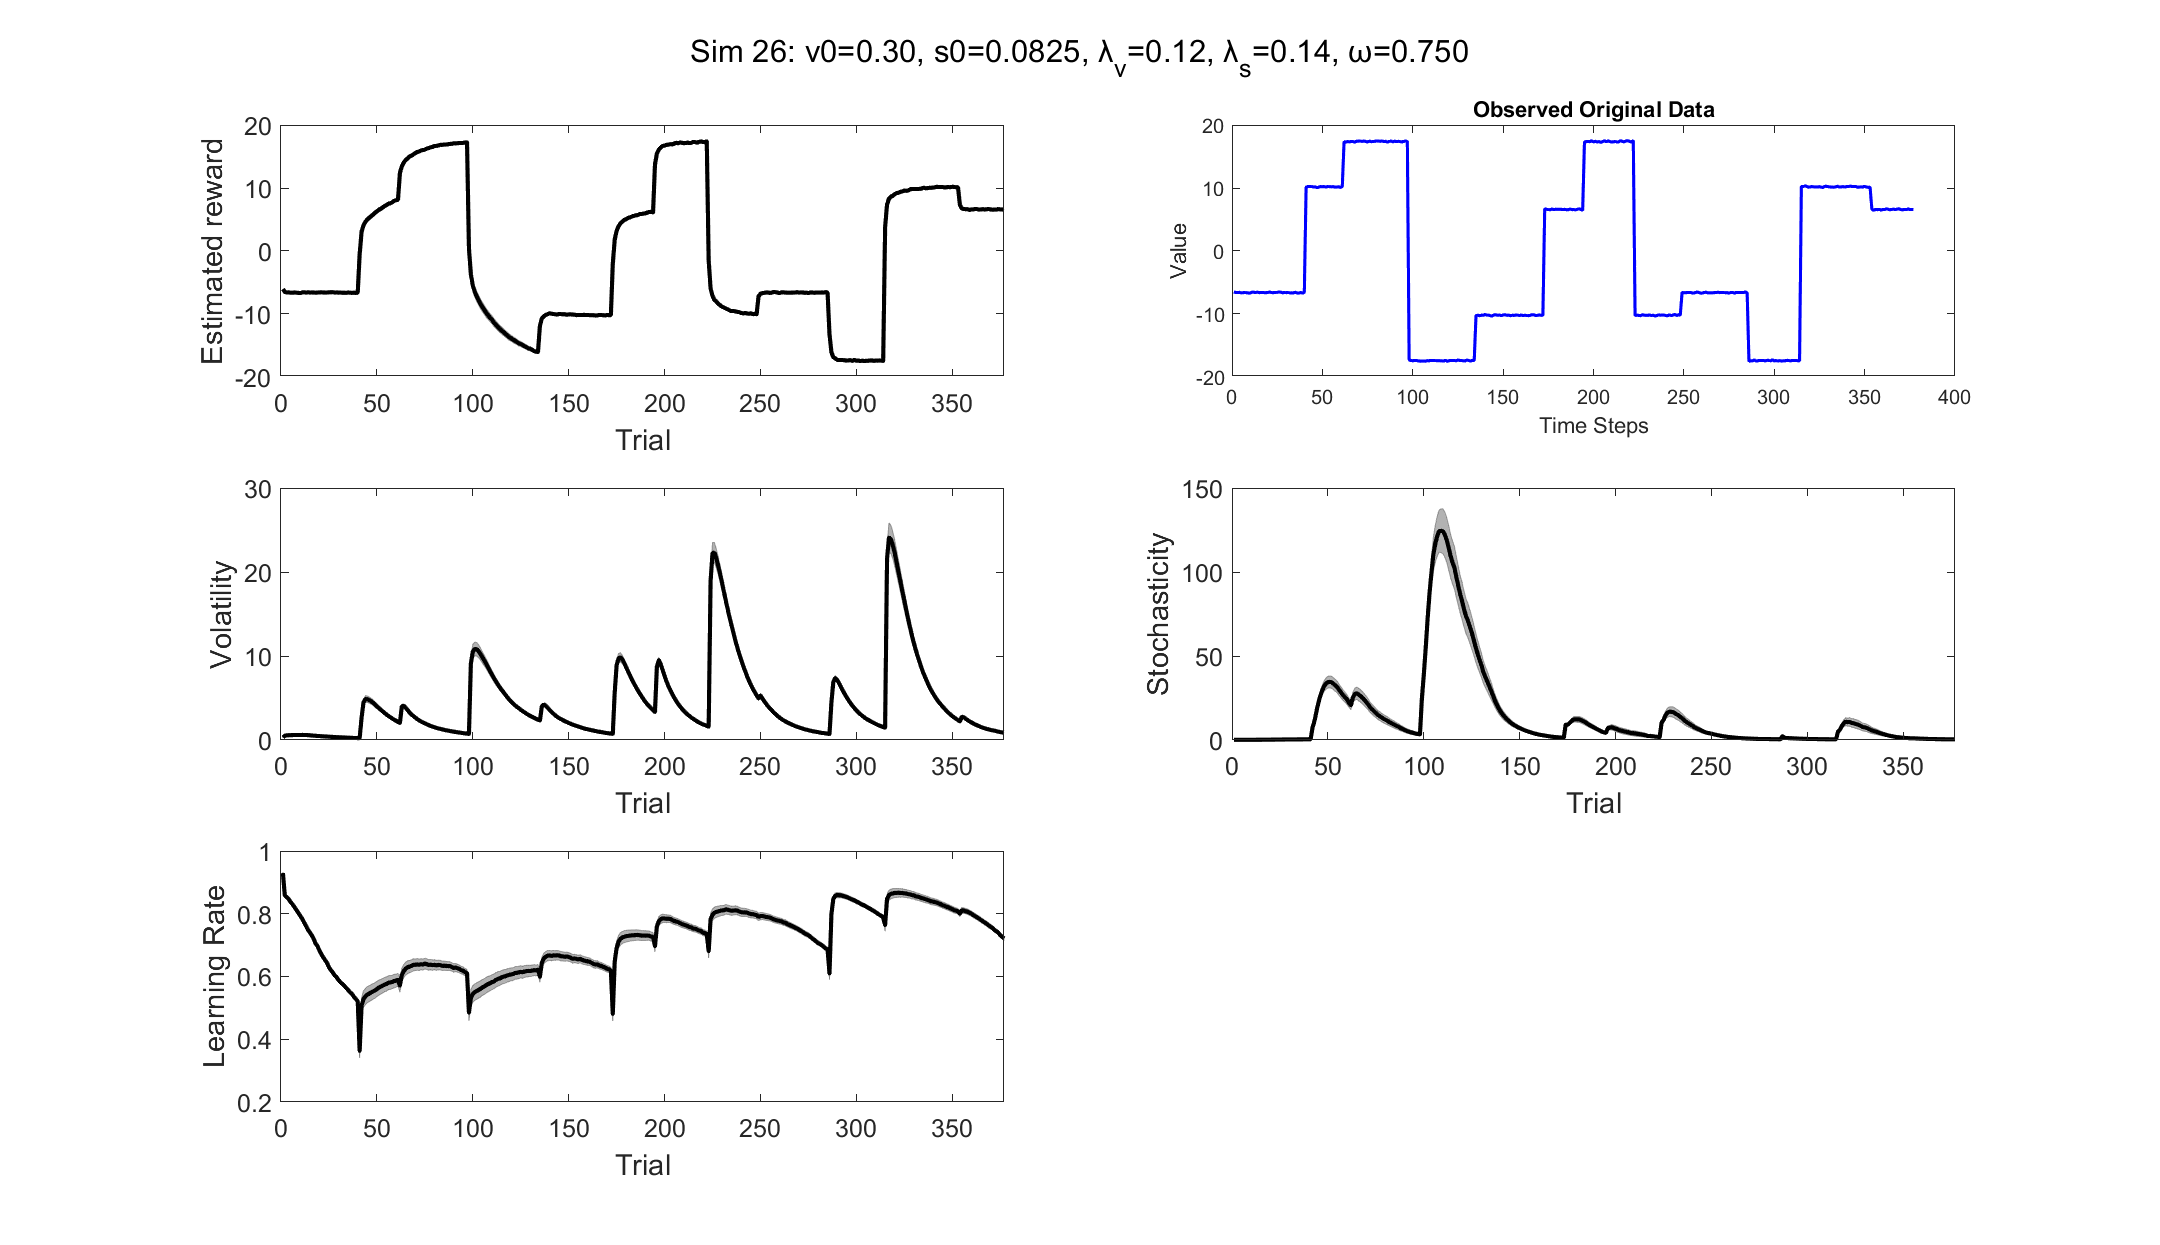 Sim 26: v0=0.30, s0=0.0825, λv=0.12, λs=0.14, ω=0.750
20
10
0
-10
-20
Estimated reward
0 50 100 150 200 250 300 350
Trial
Observed Original Data
20
10
0
-10
-20
Value
0 50 100 150 200 250 300 350 400
Time Steps
30
20
10
0
Volatility
0 50 100 150 200 250 300 350
Trial
150
100
50
0
Stochasticity
0 50 100 150 200 250 300 350
Trial
1
0.8
0.6
0.4
0.2
Learning Rate
0 50 100 150 200 250 300 350
Trial